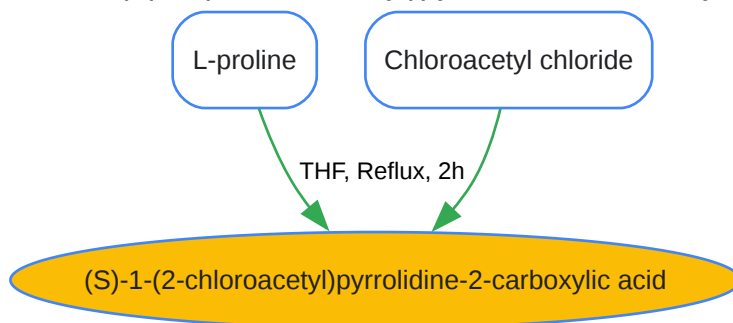 L-proline
Chloroacetyl chloride
THF, Reflux, 2h
(S)-1-(2-chloroacetyl)pyrrolidine-2-carboxylic acid